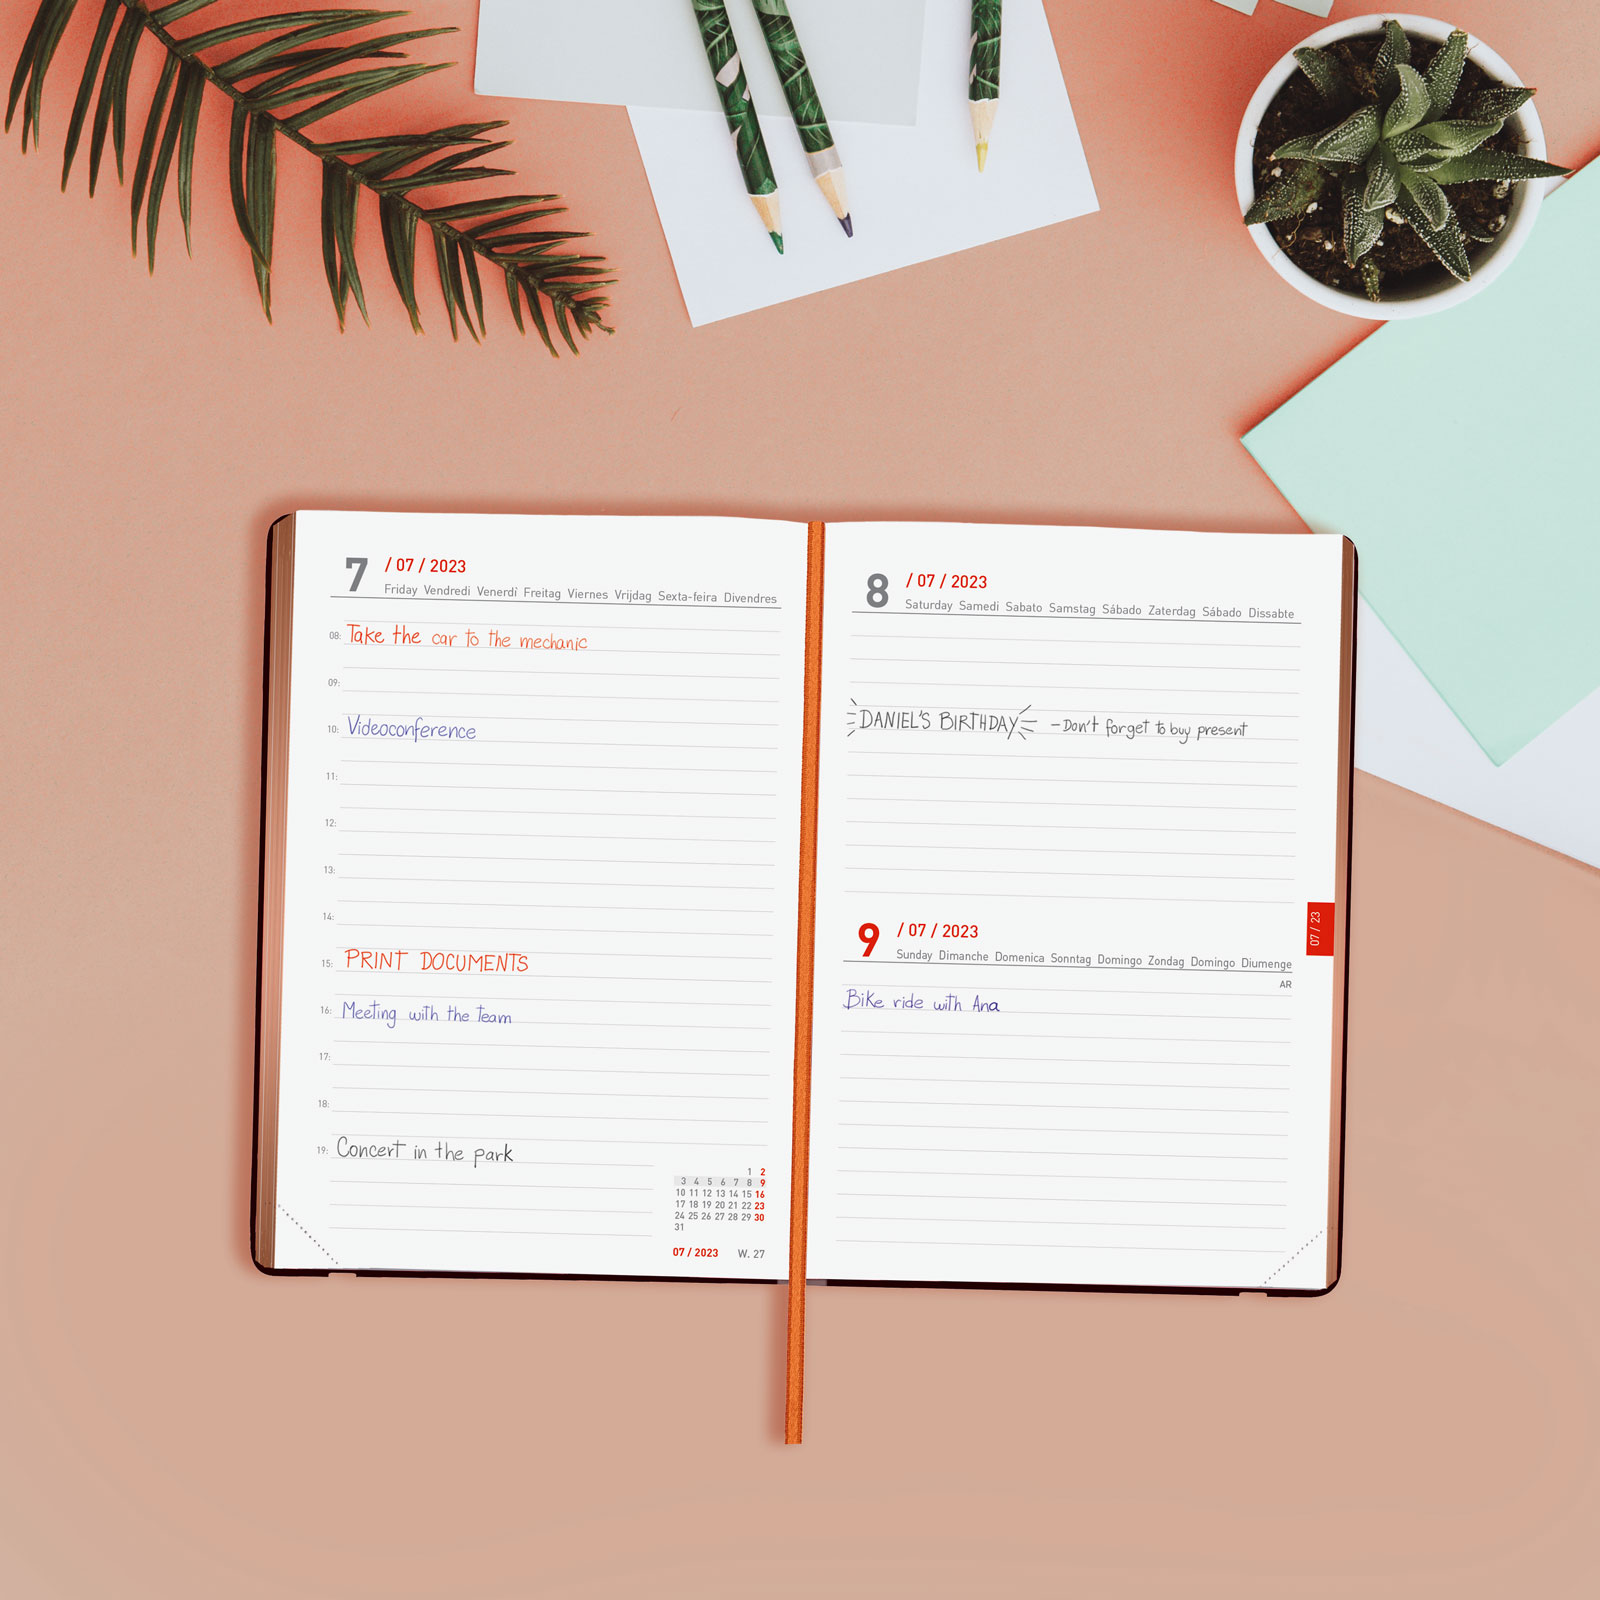 7 / 07 / 2023
Friday Vendredi Venerdì Freitag Viernes Vrijdag Sexta-feira Divendres
08: Take the car to the mechanic
09:
10: Videoconference
11:
12:
13:
14:
15: PRINT DOCUMENTS
16: Meeting with the team
17:
18:
19: Concert in the park
1 2
3 4 5 6 7 8 9
10 11 12 13 14 15 16
17 18 19 20 21 22 23
24 25 26 27 28 29 30
31
07 / 2023 W. 27
8 / 07 / 2023
Saturday Samedi Sabato Samstag Sábado Zaterdag Sábado Dissabte
DANIEL'S BIRTHDAY - Don't forget to buy present
9 / 07 / 2023
Sunday Dimanche Domenica Sonntag Domingo Zondag Domingo Diumenge
AR
Bike ride with Ana
07 / 23